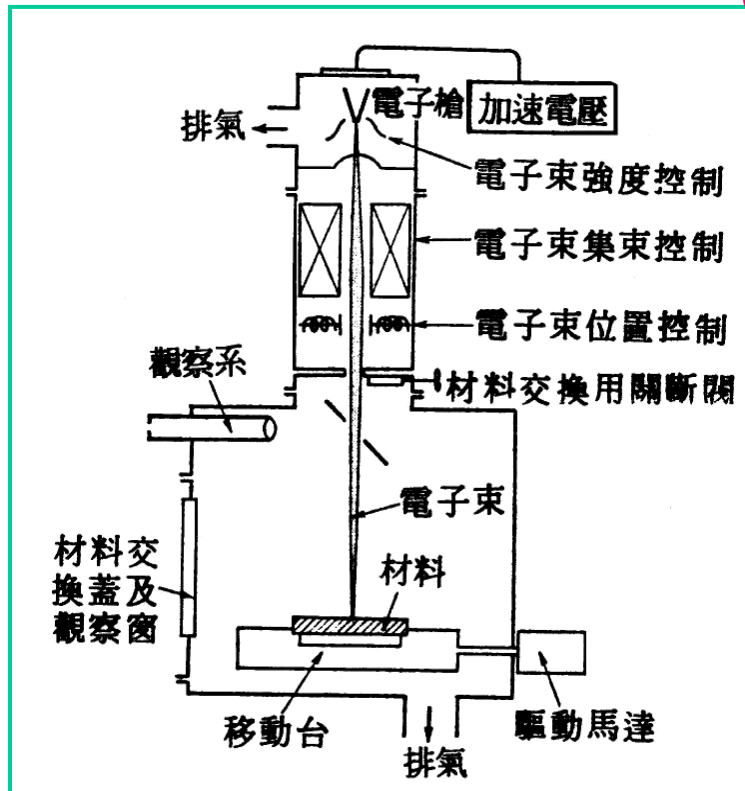 電子槍
加速電壓
排氣
電子束強度控制
電子束集束控制
電子束位置控制
觀察系
材料交換用關斷閥
電子束
材料交
換蓋及
觀察窗
材料
移動台
驅動馬達
排氣